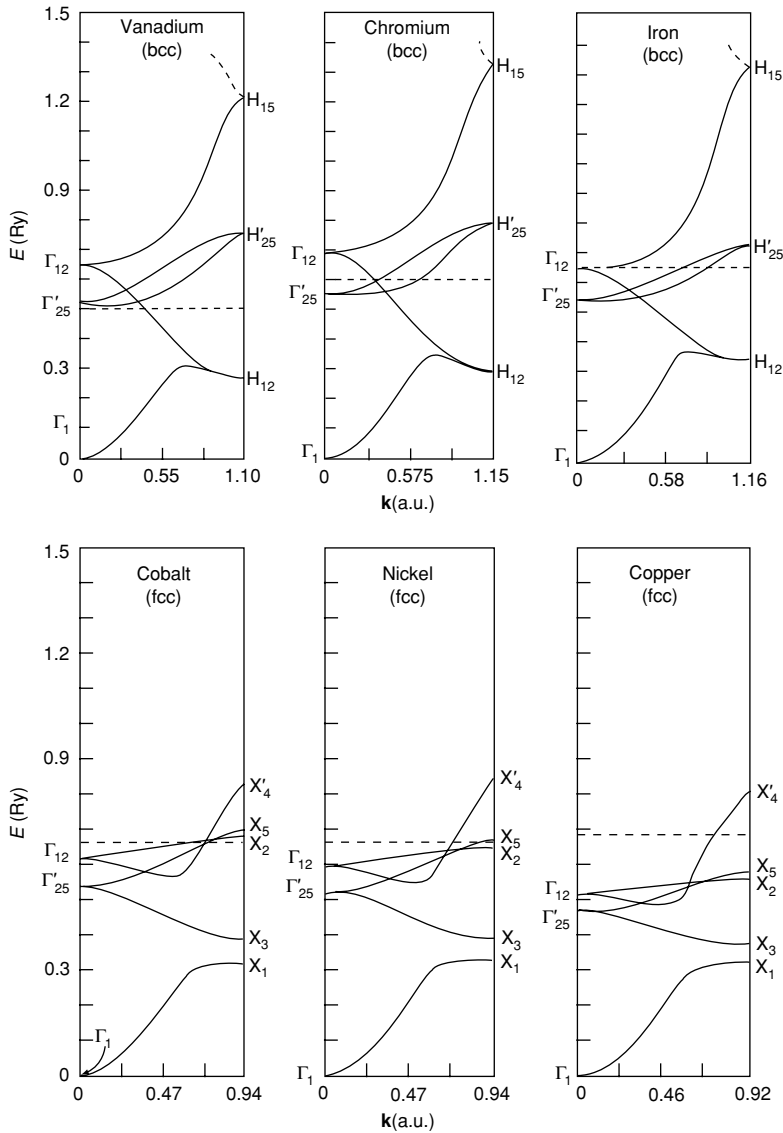 1.5
1.2
0.9
0.3
0
E (Ry)
Vanadium
(bcc)
H₁₅
H′₂₅
H₁₂
Γ₁₂
Γ′₂₅
Γ₁
0
0.55
1.10
Chromium
(bcc)
H₁₅
H′₂₅
H₁₂
Γ₁₂
Γ′₂₅
Γ₁
0
0.575
1.15
k(a.u.)
Iron
(bcc)
H₁₅
H′₂₅
H₁₂
Γ₁₂
Γ′₂₅
Γ₁
0
0.58
1.16
1.5
1.2
0.9
0.3
0
E (Ry)
Cobalt
(fcc)
X′₄
X₅
X₂
X₃
X₁
Γ₁₂
Γ′₂₅
Γ₁
0
0.47
0.94
Nickel
(fcc)
X′₄
X₅
X₂
X₃
X₁
Γ₁₂
Γ′₂₅
Γ₁
0
0.47
0.94
k(a.u.)
Copper
(fcc)
X′₄
X₅
X₂
X₃
X₁
Γ₁₂
Γ′₂₅
Γ₁
0
0.46
0.92